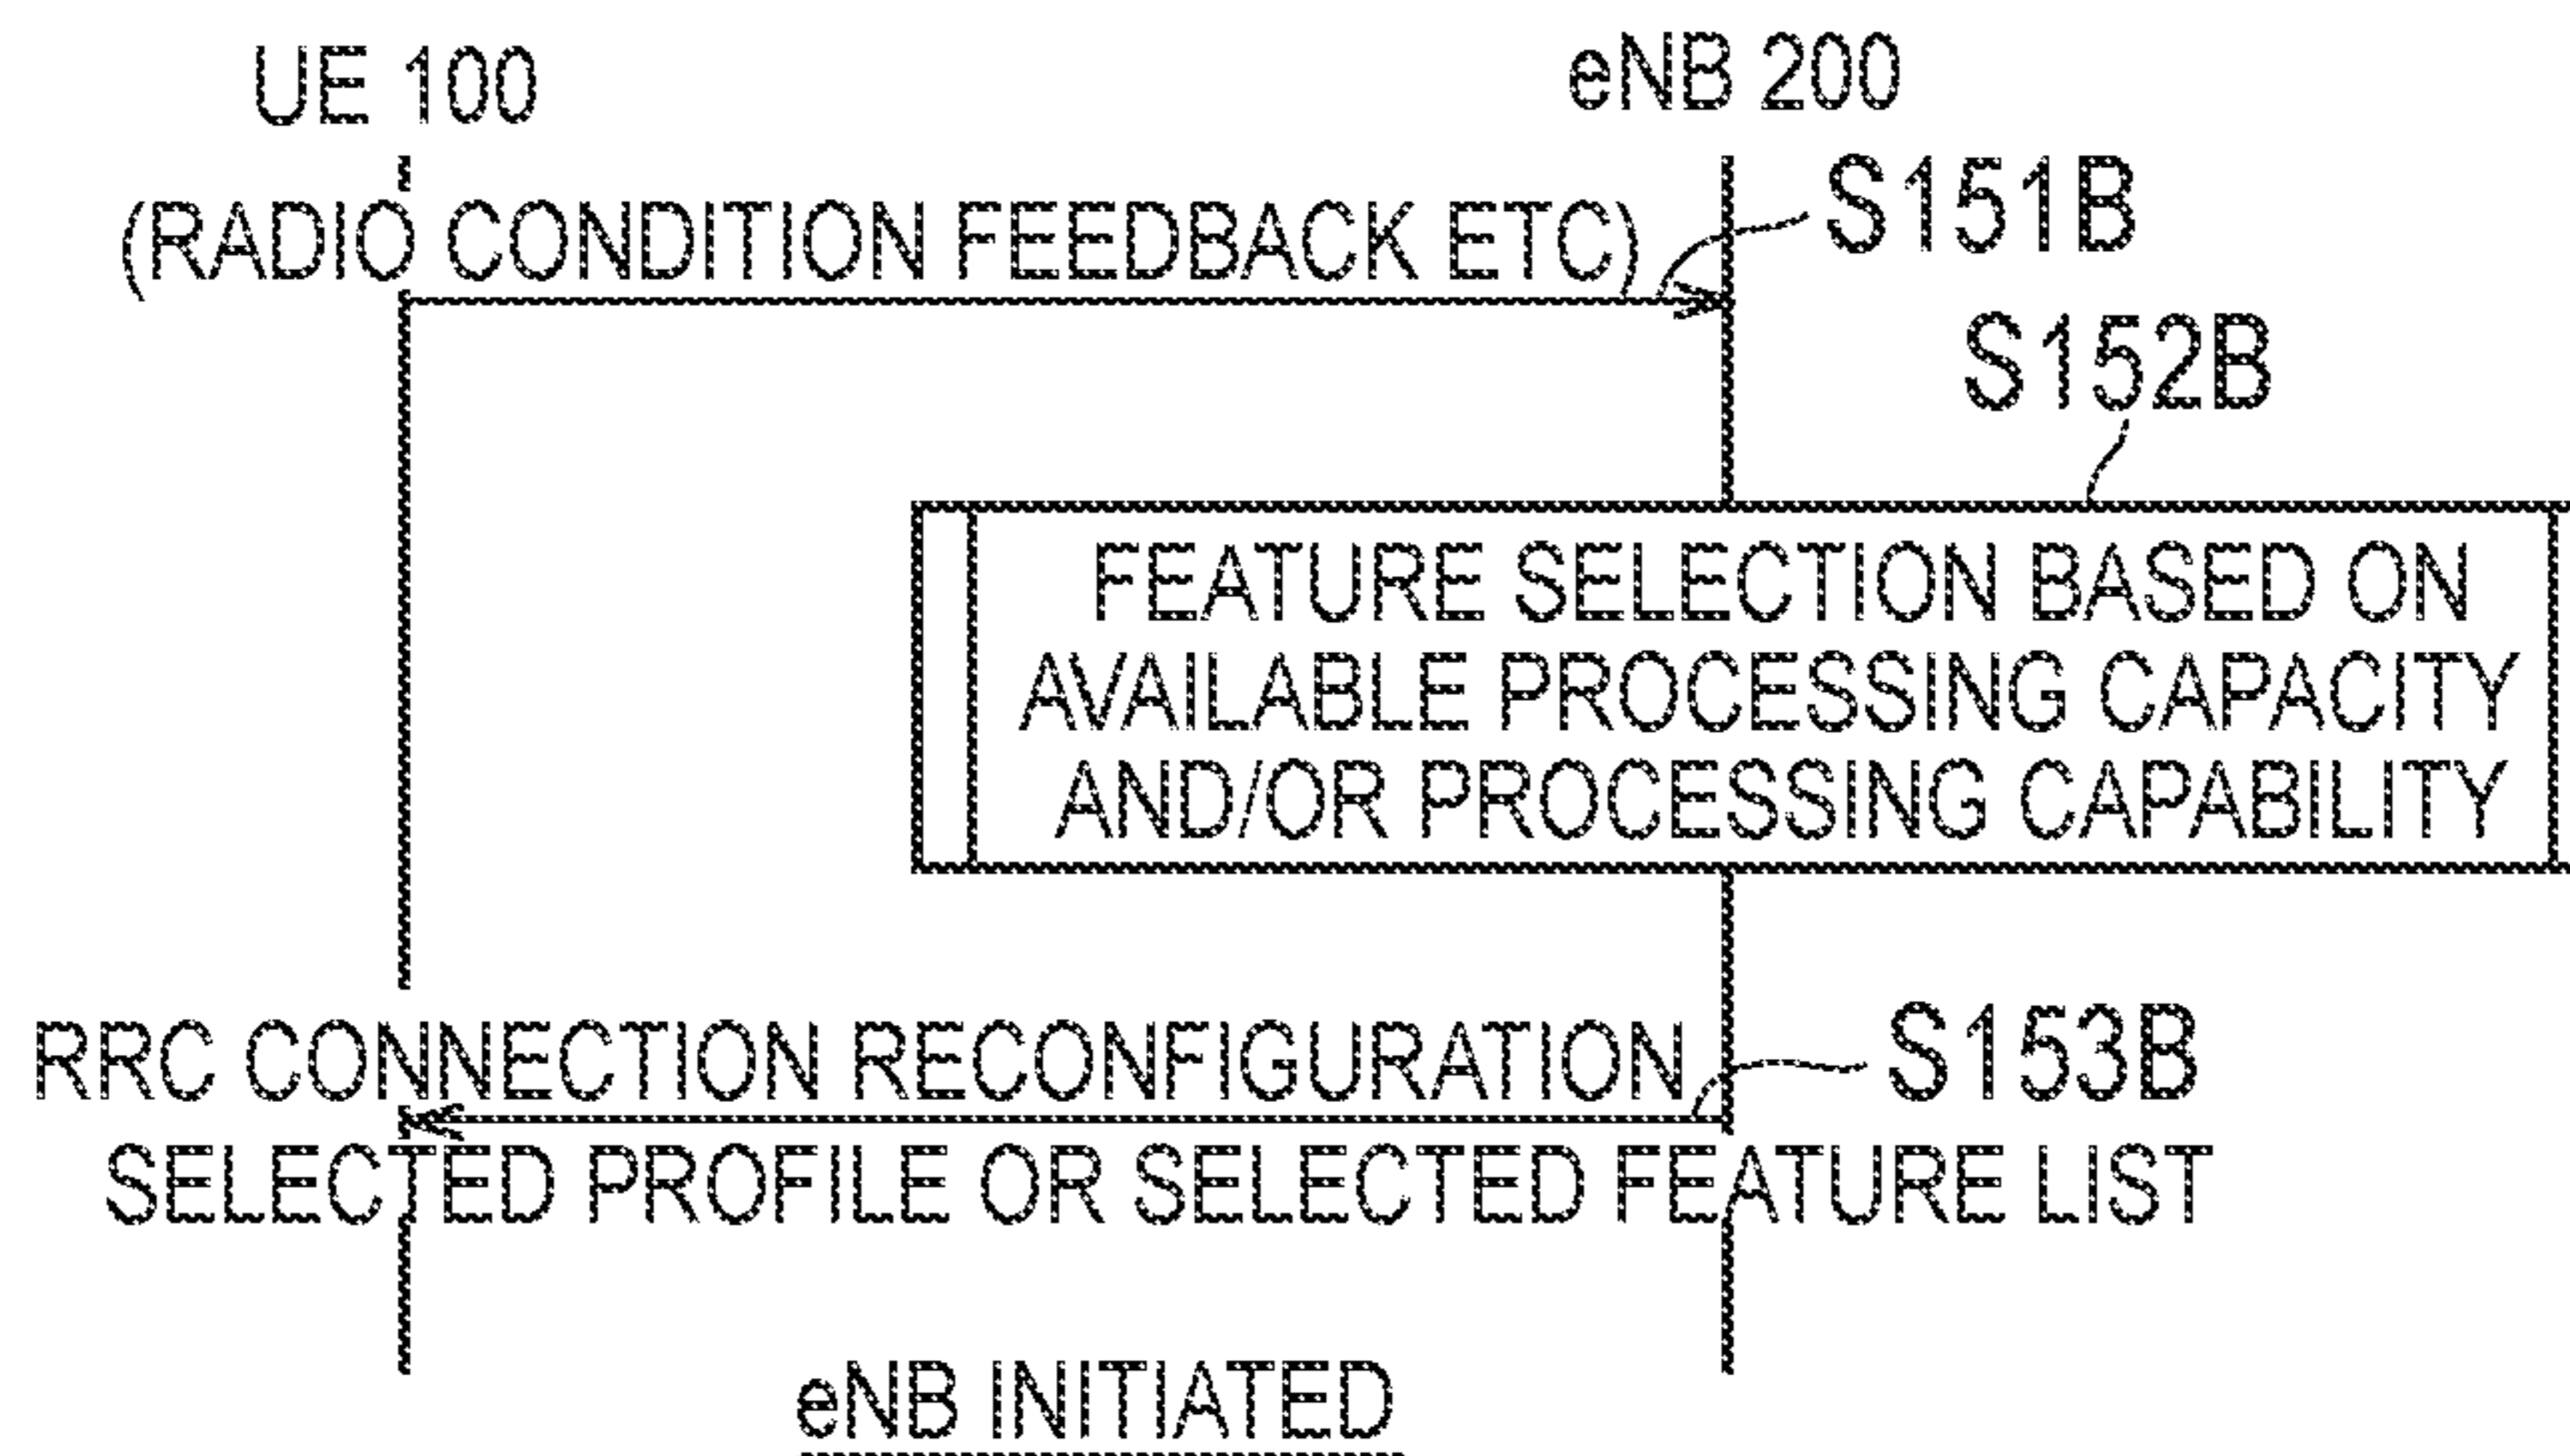 UE 100
eNB 200
(RADIO CONDITION FEEDBACK ETC)
S151B
S152B
FEATURE SELECTION BASED ON
AVAILABLE PROCESSING CAPACITY
AND/OR PROCESSING CAPABILITY
RRC CONNECTION RECONFIGURATION
S153B
SELECTED PROFILE OR SELECTED FEATURE LIST
eNB INITIATED